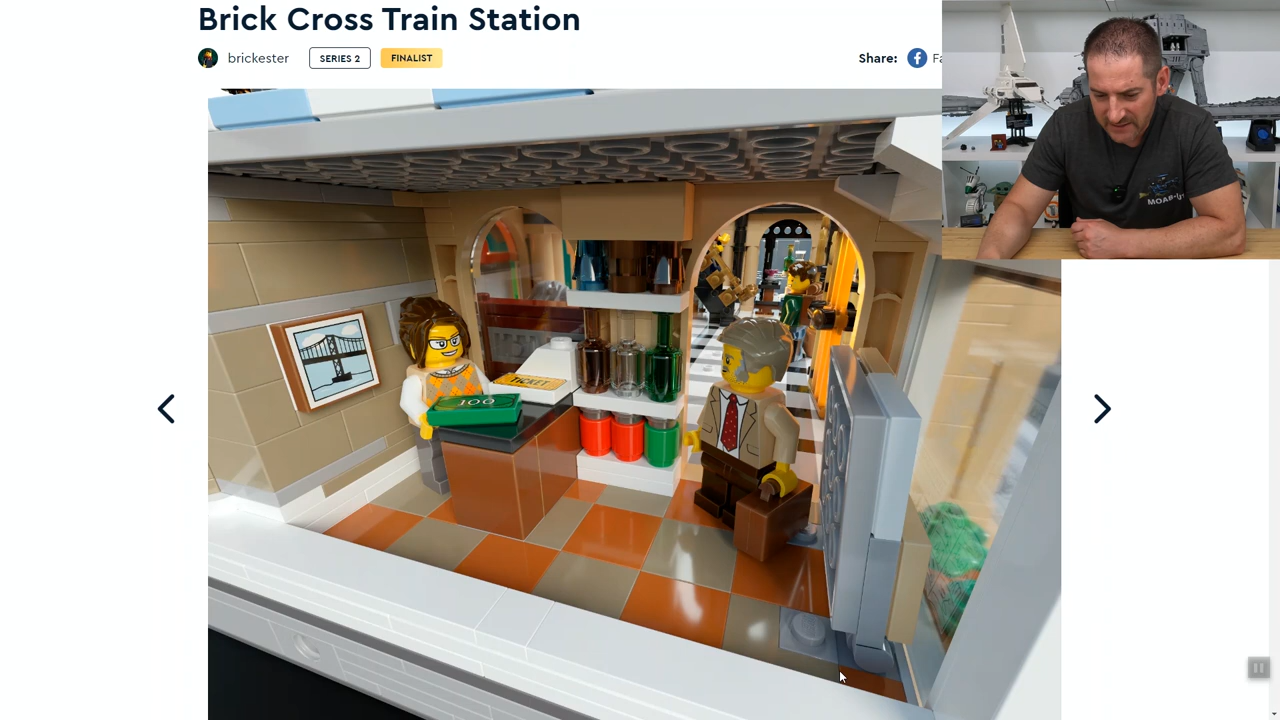 Brick Cross Train Station
brickester
SERIES 2
FINALIST
Share:
TICKET
100